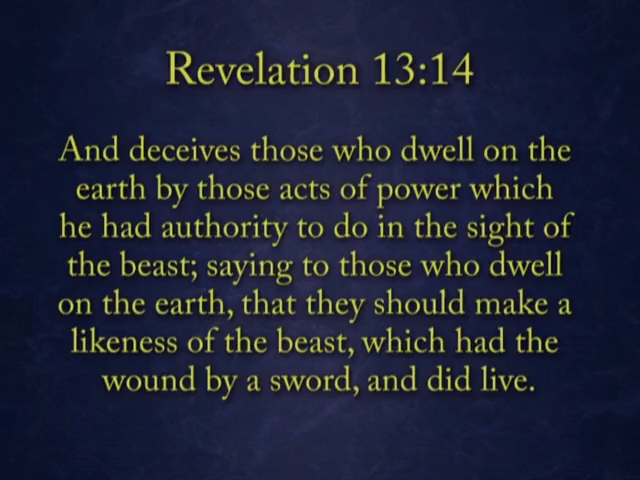 Revelation 13:14
And deceives those who dwell on the
earth by those acts of power which
he had authority to do in the sight of
the beast; saying to those who dwell
on the earth, that they should make a
likeness of the beast, which had the
wound by a sword, and did live.